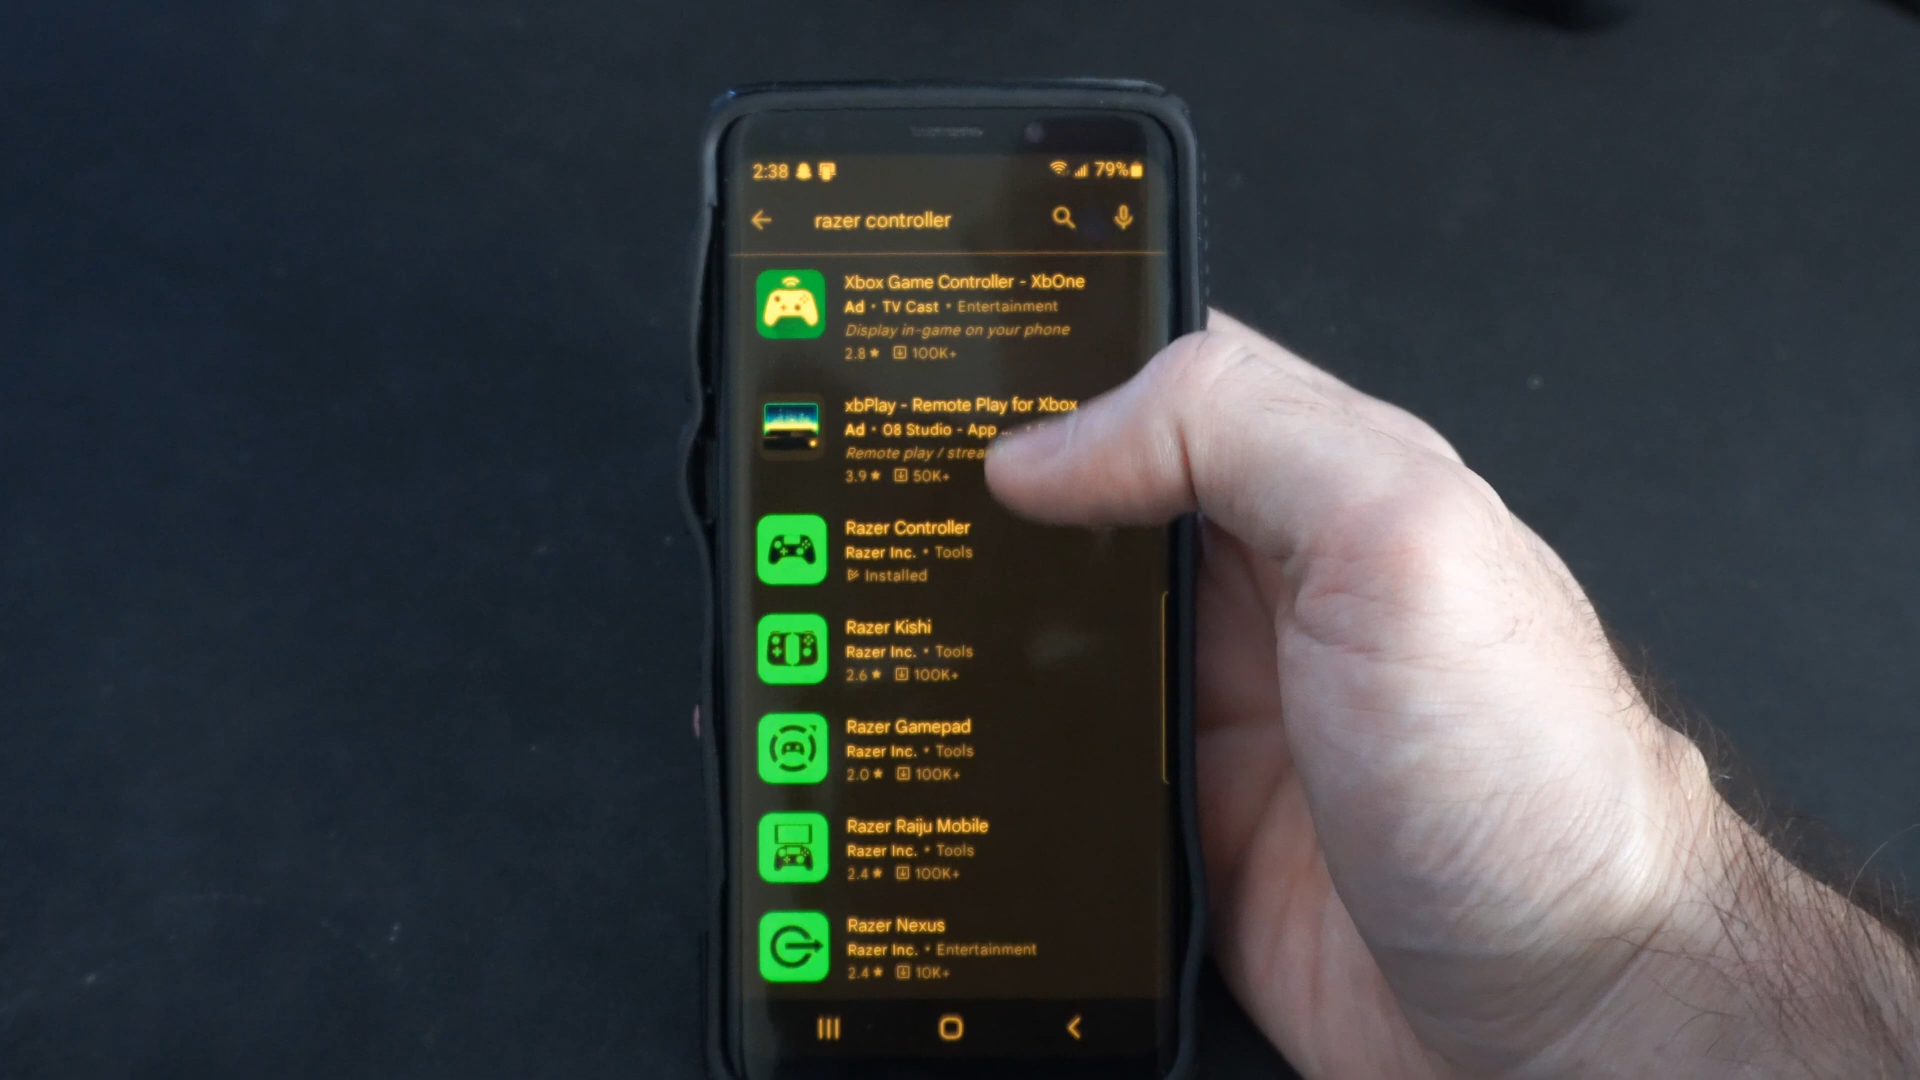 2:38 79%
razer controller
Xbox Game Controller - XbOne
Ad • TV Cast • Entertainment
Display in-game on your phone
2.8★ 100K+
xbPlay - Remote Play for Xbox
Ad • 08 Studio - App ...
Remote play /
3.9★ 50K+
Razer Controller
Razer Inc. • Tools
Installed
Razer Kishi
Razer Inc. • Tools
2.6★ 100K+
Razer Gamepad
Razer Inc. • Tools
2.0★ 100K+
Razer Raiju Mobile
Razer Inc. • Tools
2.4★ 100K+
Razer Nexus
Razer Inc. • Entertainment
2.4★ 10K+